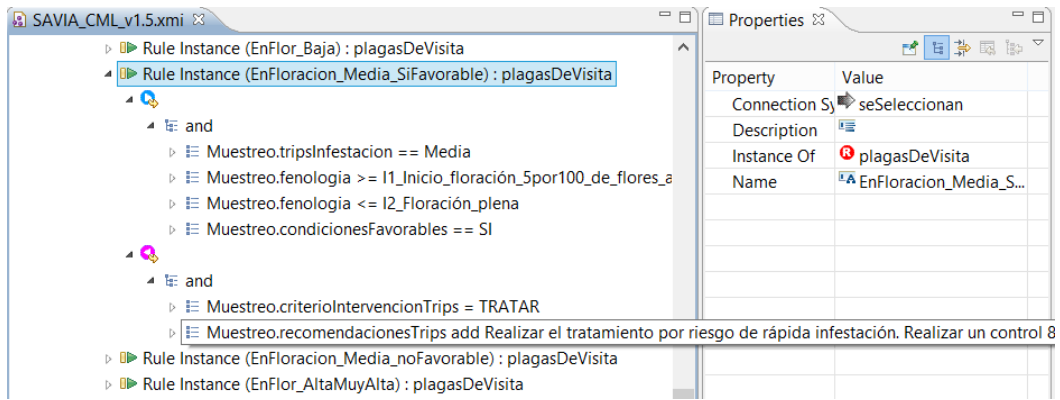 SAVIA_CML_v1.5.xmi
Rule Instance (EnFlor_Baja) : plagasDeVisita
Rule Instance (EnFloracion_Media_SiFavorable) : plagasDeVisita
and
Muestreo.tripsInfestacion == Media
Muestreo.fenologia >= I1_Inicio_floración_5por100_de_flores_a
Muestreo.fenologia <= I2_Floración_plena
Muestreo.condicionesFavorables == SI
and
Muestreo.criterioIntervencionTrips = TRATAR
Muestreo.recomendacionesTrips add Realizar el tratamiento por riesgo de rápida infestación. Realizar un control 8
Rule Instance (EnFloracion_Media_noFavorable) : plagasDeVisita
Rule Instance (EnFlor_AltaMuyAlta) : plagasDeVisita
Properties
Property Value
Connection Sy seSeleccionan
Description
Instance Of plagasDeVisita
Name EnFloracion_Media_S...